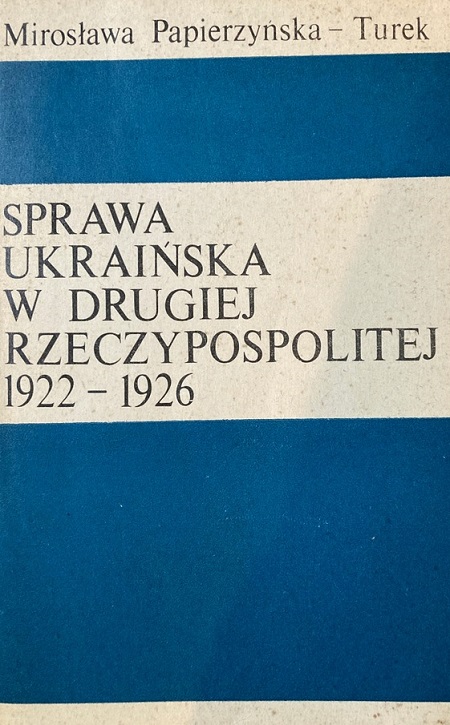 Mirosława Papierzyńska – Turek
SPRAWA
UKRAIŃSKA
W DRUGIEJ
RZECZYPOSPOLITEJ
1922 – 1926